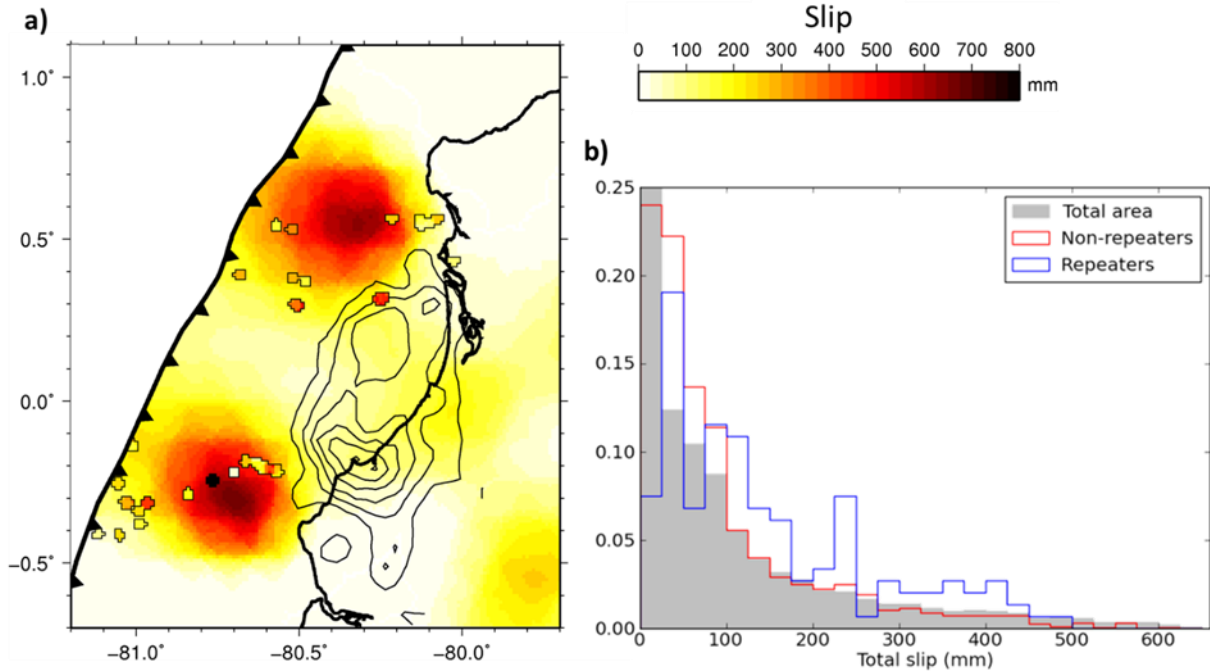 a)
1.0°
0.5°
0.0°
−0.5°
−81.0° −80.5° −80.0°
Slip
0 100 200 300 400 500 600 700 800
mm
b)
0.25
0.20
0.15
0.10
0.05
0.00
Total area
Non-repeaters
Repeaters
0 100 200 300 400 500 600
Total slip (mm)